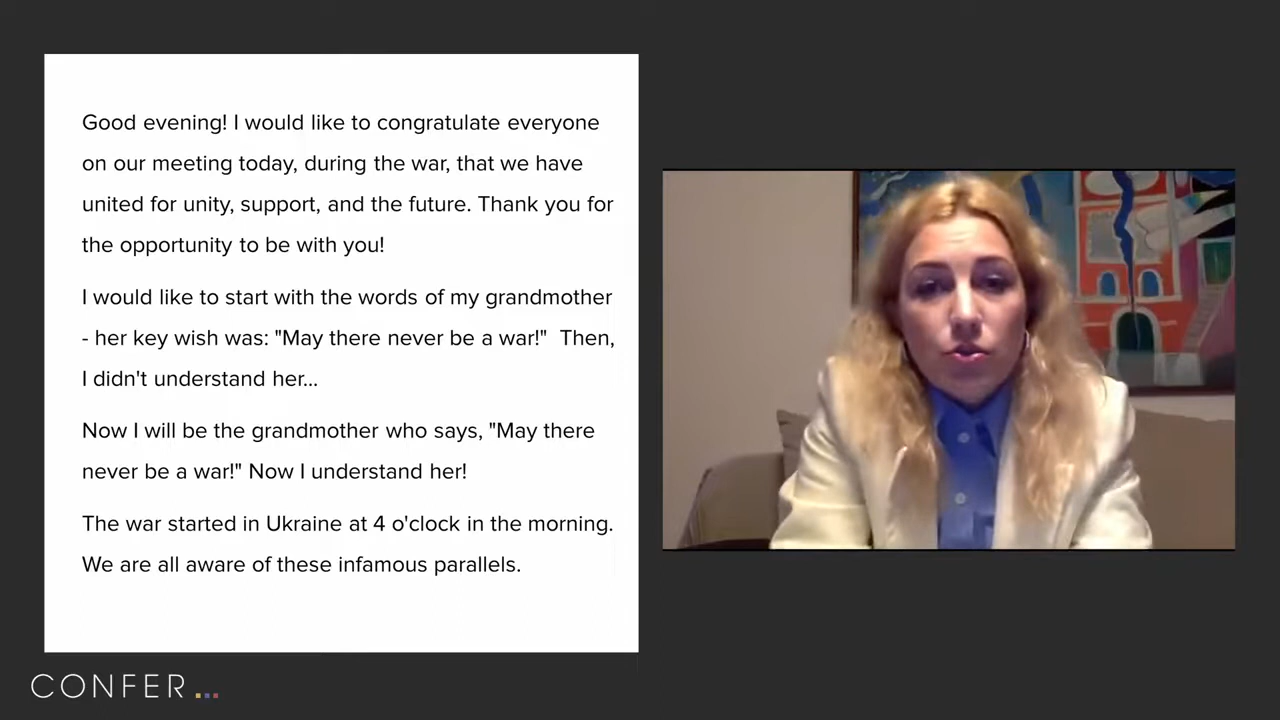 Good evening! I would like to congratulate everyone
on our meeting today, during the war, that we have
united for unity, support, and the future. Thank you for
the opportunity to be with you!
I would like to start with the words of my grandmother
- her key wish was: "May there never be a war!"  Then,
I didn't understand her...
Now I will be the grandmother who says, "May there
never be a war!" Now I understand her!
The war started in Ukraine at 4 o'clock in the morning.
We are all aware of these infamous parallels.
CONFER...